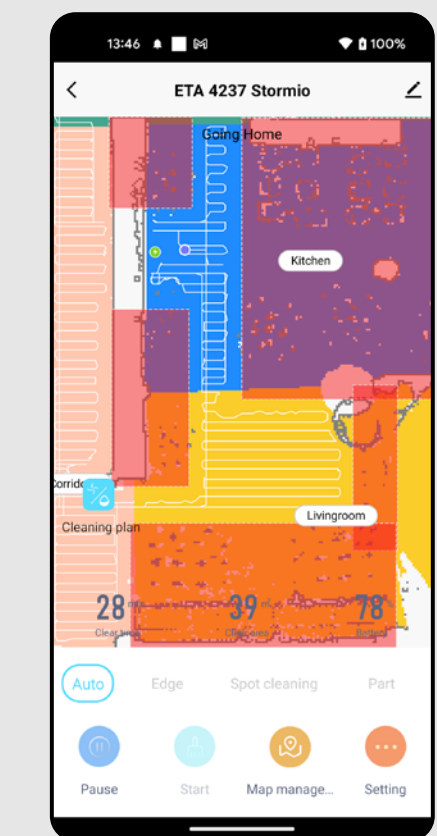 13:46 100%
ETA 4237 Stormio
Going Home
Kitchen
Livingroom
Cleaning plan
28 39 78
Auto Edge Spot cleaning Part
Pause Start Map manage... Setting